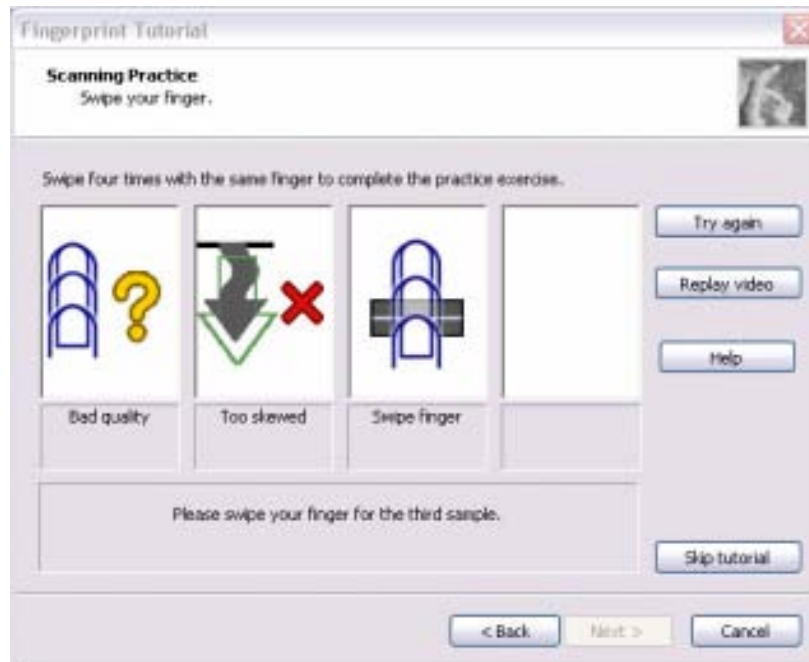 Fingerprint Tutorial
Scanning Practice
Swipe your finger.
Swipe four times with the same finger to complete the practice exercise.
Try again
Replay video
Help
Bad quality
Too skewed
Swipe finger
Please swipe your finger for the third sample.
Skip tutorial
< Back
Next >
Cancel